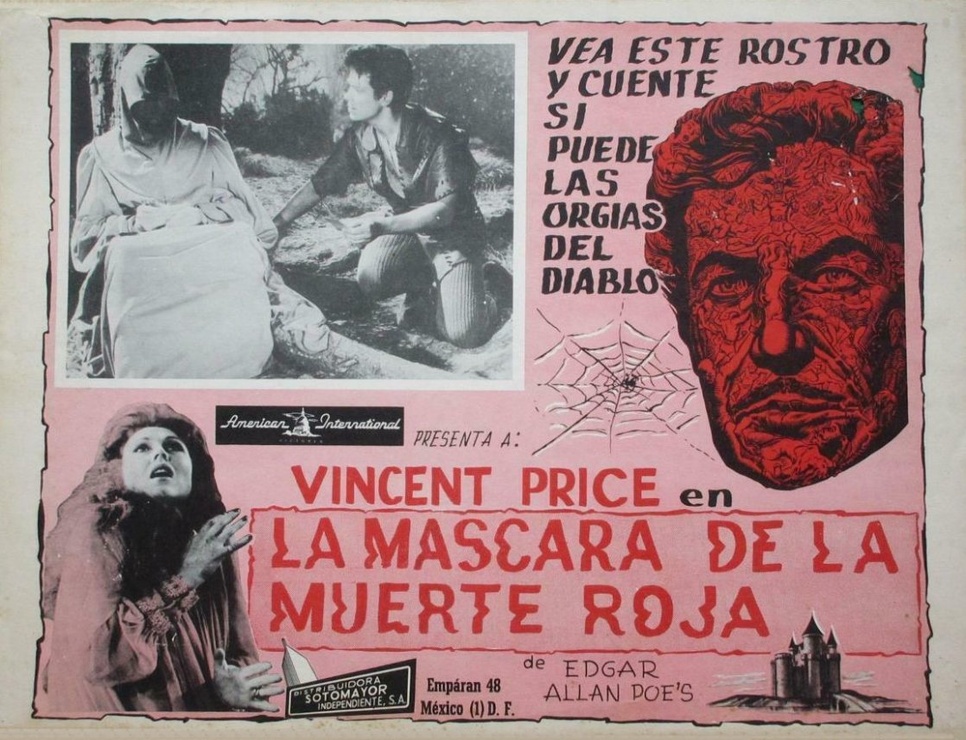 VEA ESTE ROSTRO
Y CUENTE
SI
PUEDE
LAS
ORGIAS
DEL
DIABLO
American International
PICTURES
PRESENTA A:
VINCENT PRICE en
LA MASCARA DE LA
MUERTE ROJA
de EDGAR
ALLAN POE'S
DISTRIBUIDORA
SOTOMAYOR
INDEPENDIENTE, S.A.
Empáran 48
México (1) D. F.